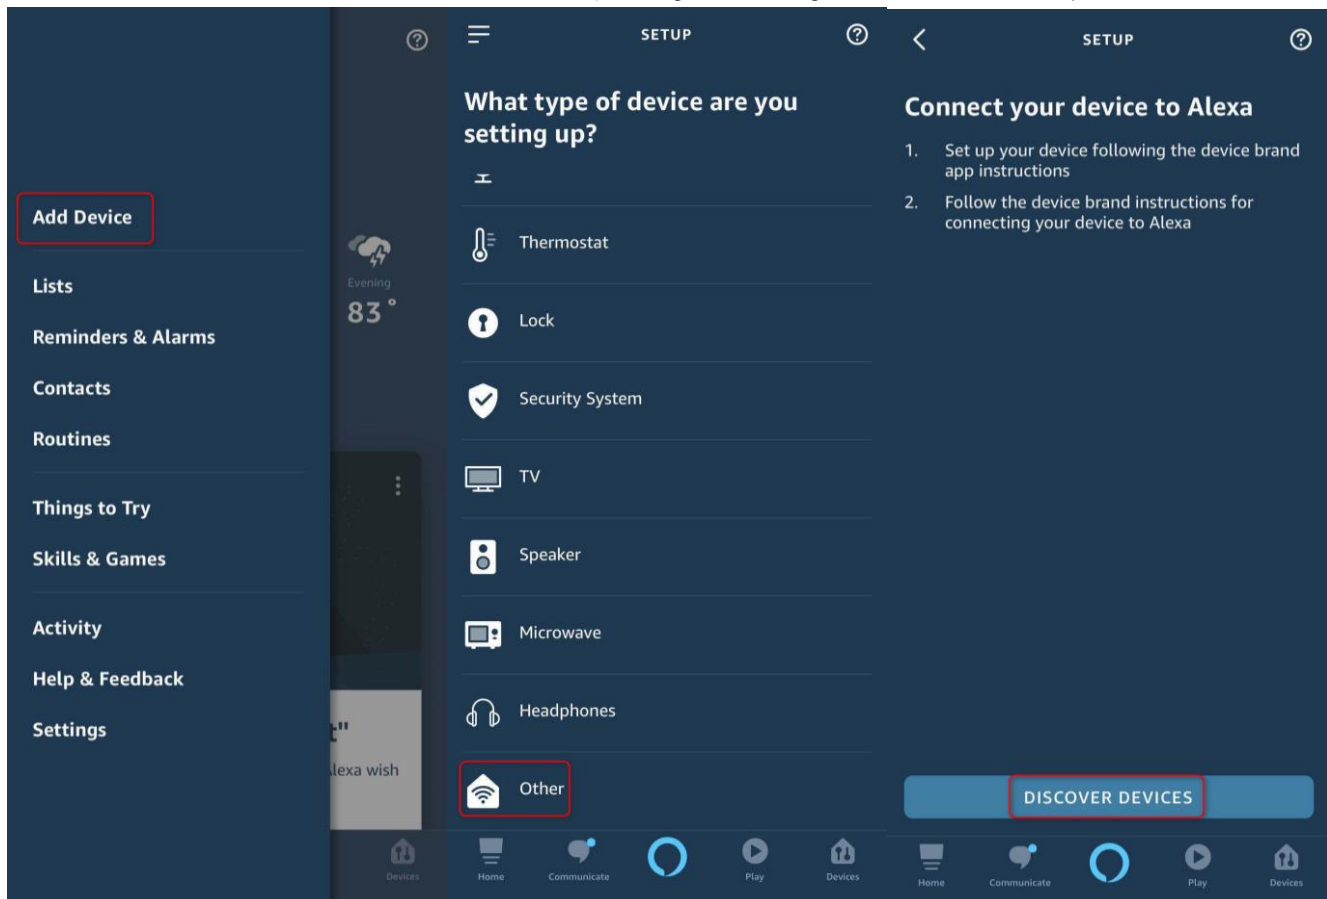 Add Device
Lists
Reminders & Alarms
Contacts
Routines
Things to Try
Skills & Games
Activity
Help & Feedback
Settings
Evening
83°
t"
lexa wish
Devices
SETUP
What type of device are you
setting up?
Thermostat
Lock
Security System
TV
Speaker
Microwave
Headphones
Other
Home
Communicate
Play
Devices
SETUP
Connect your device to Alexa
1. Set up your device following the device brand
app instructions
2. Follow the device brand instructions for
connecting your device to Alexa
DISCOVER DEVICES
Home
Communicate
Play
Devices